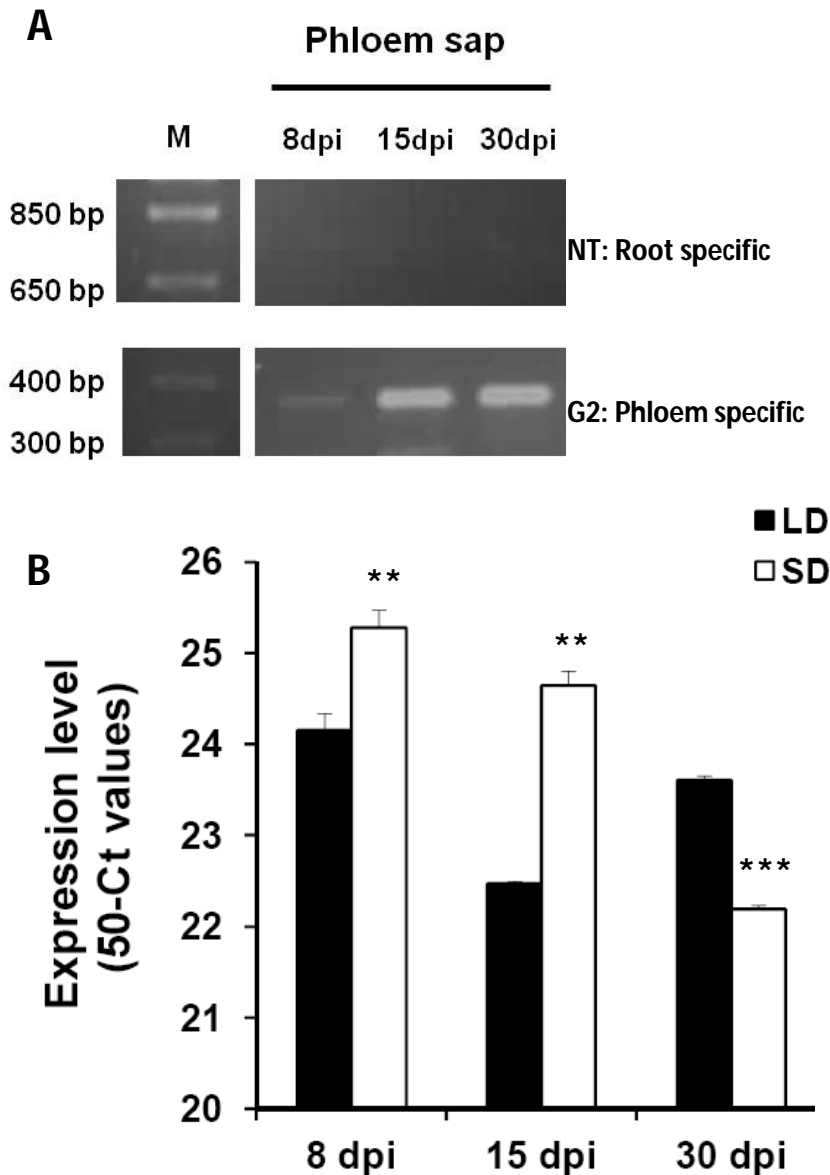 A
Phloem sap
M 8dpi 15dpi 30dpi
850 bp
NT: Root specific
650 bp
400 bp
G2: Phloem specific
300 bp
LD
SD
B
Expression level
(50-Ct values)
26
25
24
23
22
21
20
**
**
***
8 dpi 15 dpi 30 dpi